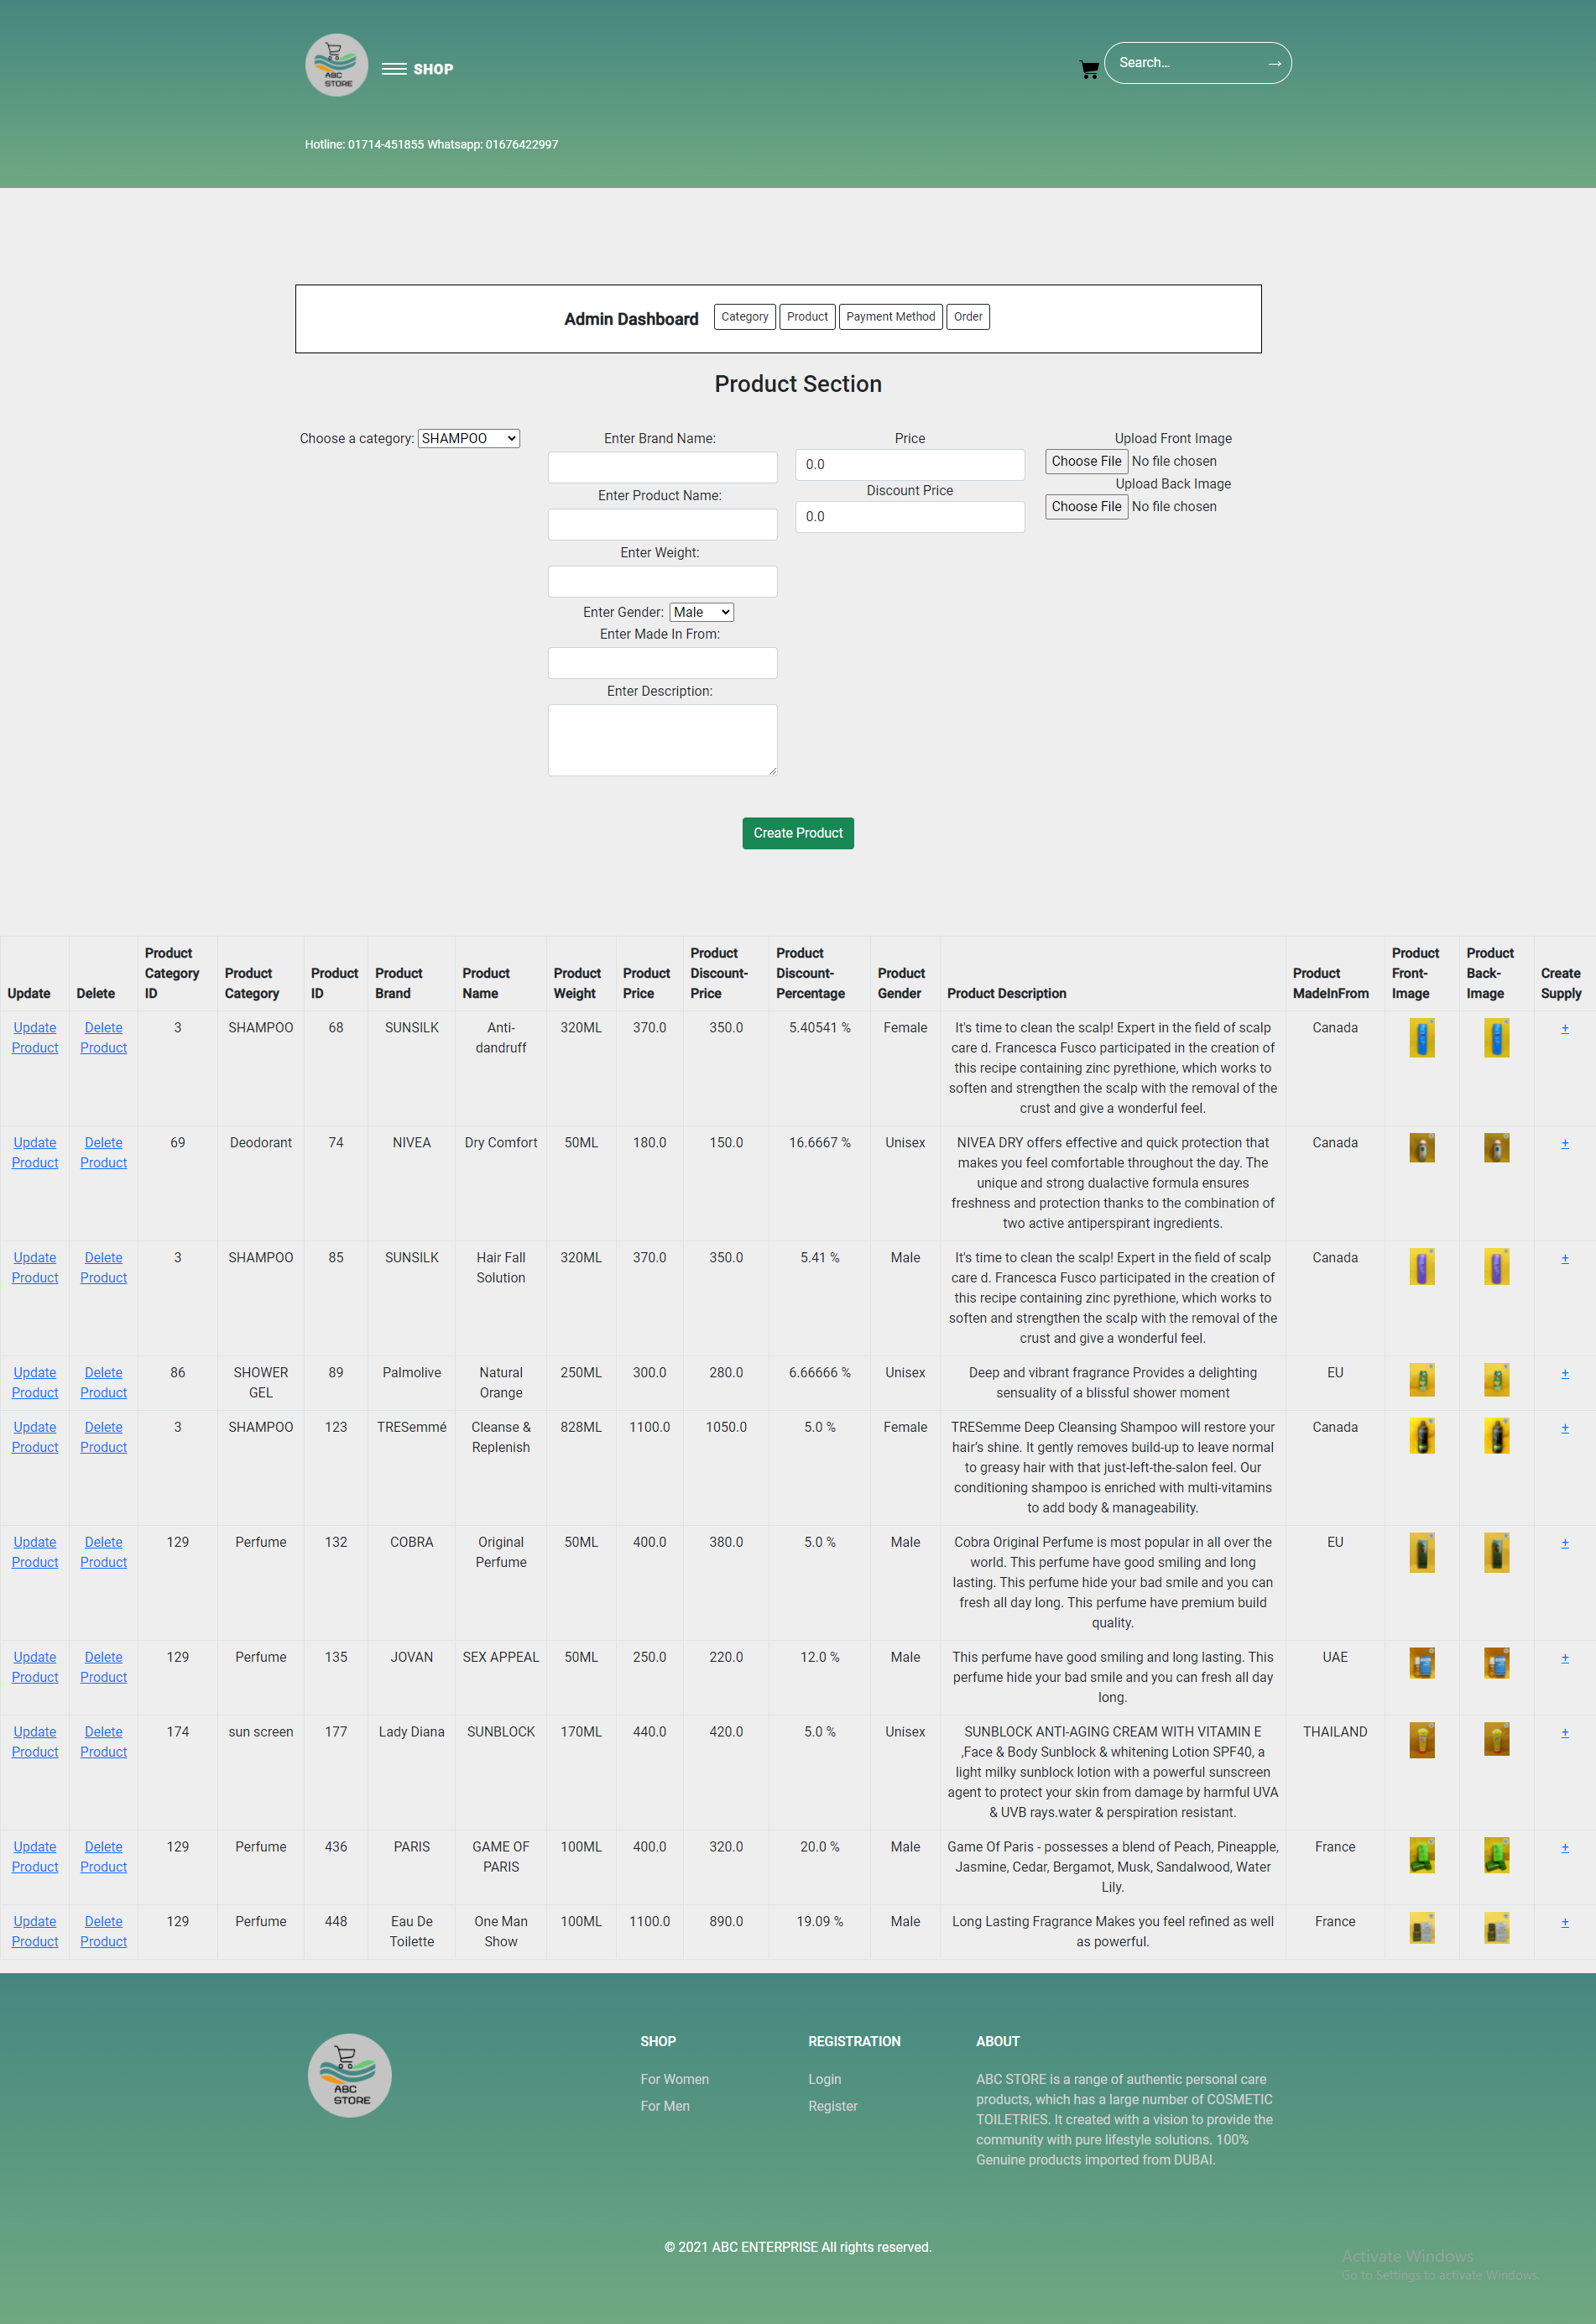 ABC
STORE
SHOP
Search...
→
Hotline: 01714-451855 Whatsapp: 01676422997
Admin Dashboard
Category
Product
Payment Method
Order
Product Section
Choose a category: SHAMPOO
Enter Brand Name:
Enter Product Name:
Enter Weight:
Enter Gender: Male
Enter Made In From:
Enter Description:
Price
0.0
Discount Price
0.0
Upload Front Image
Choose File No file chosen
Upload Back Image
Choose File No file chosen
Create Product
Update
Delete
Product
Category
ID
Product
Category
Product
ID
Product
Brand
Product
Name
Product
Weight
Product
Price
Product
Discount-
Price
Product
Discount-
Percentage
Product
Gender
Product Description
Product
MadeInFrom
Product
Front-
Image
Product
Back-
Image
Create
Supply
Update
Product
Delete
Product
3
SHAMPOO
68
SUNSILK
Anti-
dandruff
320ML
370.0
350.0
5.40541 %
Female
It's time to clean the scalp! Expert in the field of scalp
care d. Francesca Fusco participated in the creation of
this recipe containing zinc pyrethione, which works to
soften and strengthen the scalp with the removal of the
crust and give a wonderful feel.
Canada
+
Update
Product
Delete
Product
69
Deodorant
74
NIVEA
Dry Comfort
50ML
180.0
150.0
16.6667 %
Unisex
NIVEA DRY offers effective and quick protection that
makes you feel comfortable throughout the day. The
unique and strong dualactive formula ensures
freshness and protection thanks to the combination of
two active antiperspirant ingredients.
Canada
+
Update
Product
Delete
Product
3
SHAMPOO
85
SUNSILK
Hair Fall
Solution
320ML
370.0
350.0
5.41 %
Male
It's time to clean the scalp! Expert in the field of scalp
care d. Francesca Fusco participated in the creation of
this recipe containing zinc pyrethione, which works to
soften and strengthen the scalp with the removal of the
crust and give a wonderful feel.
Canada
+
Update
Product
Delete
Product
86
SHOWER
GEL
89
Palmolive
Natural
Orange
250ML
300.0
280.0
6.66666 %
Unisex
Deep and vibrant fragrance Provides a delighting
sensuality of a blissful shower moment
EU
+
Update
Product
Delete
Product
3
SHAMPOO
123
TRESemmé
Cleanse &
Replenish
828ML
1100.0
1050.0
5.0 %
Female
TRESemme Deep Cleansing Shampoo will restore your
hair's shine. It gently removes build-up to leave normal
to greasy hair with that just-left-the-salon feel. Our
conditioning shampoo is enriched with multi-vitamins
to add body & manageability.
Canada
+
Update
Product
Delete
Product
129
Perfume
132
COBRA
Original
Perfume
50ML
400.0
380.0
5.0 %
Male
Cobra Original Perfume is most popular in all over the
world. This perfume have good smiling and long
lasting. This perfume hide your bad smile and you can
fresh all day long. This perfume have premium build
quality.
EU
+
Update
Product
Delete
Product
129
Perfume
135
JOVAN
SEX APPEAL
50ML
250.0
220.0
12.0 %
Male
This perfume have good smiling and long lasting. This
perfume hide your bad smile and you can fresh all day
long.
UAE
+
Update
Product
Delete
Product
174
sun screen
177
Lady Diana
SUNBLOCK
170ML
440.0
420.0
5.0 %
Unisex
SUNBLOCK ANTI-AGING CREAM WITH VITAMIN E
,Face & Body Sunblock & whitening Lotion SPF40, a
light milky sunblock lotion with a powerful sunscreen
agent to protect your skin from damage by harmful UVA
& UVB rays.water & perspiration resistant.
THAILAND
+
Update
Product
Delete
Product
129
Perfume
436
PARIS
GAME OF
PARIS
100ML
400.0
320.0
20.0 %
Male
Game Of Paris - possesses a blend of Peach, Pineapple,
Jasmine, Cedar, Bergamot, Musk, Sandalwood, Water
Lily.
France
+
Update
Product
Delete
Product
129
Perfume
448
Eau De
Toilette
One Man
Show
100ML
1100.0
890.0
19.09 %
Male
Long Lasting Fragrance Makes you feel refined as well
as powerful.
France
+
ABC
STORE
SHOP
For Women
For Men
REGISTRATION
Login
Register
ABOUT
ABC STORE is a range of authentic personal care
products, which has a large number of COSMETIC
TOILETRIES. It created with a vision to provide the
community with pure lifestyle solutions. 100%
Genuine products imported from DUBAI.
© 2021 ABC ENTERPRISE All rights reserved.
Activate Windows
Go to Settings to activate Windows.